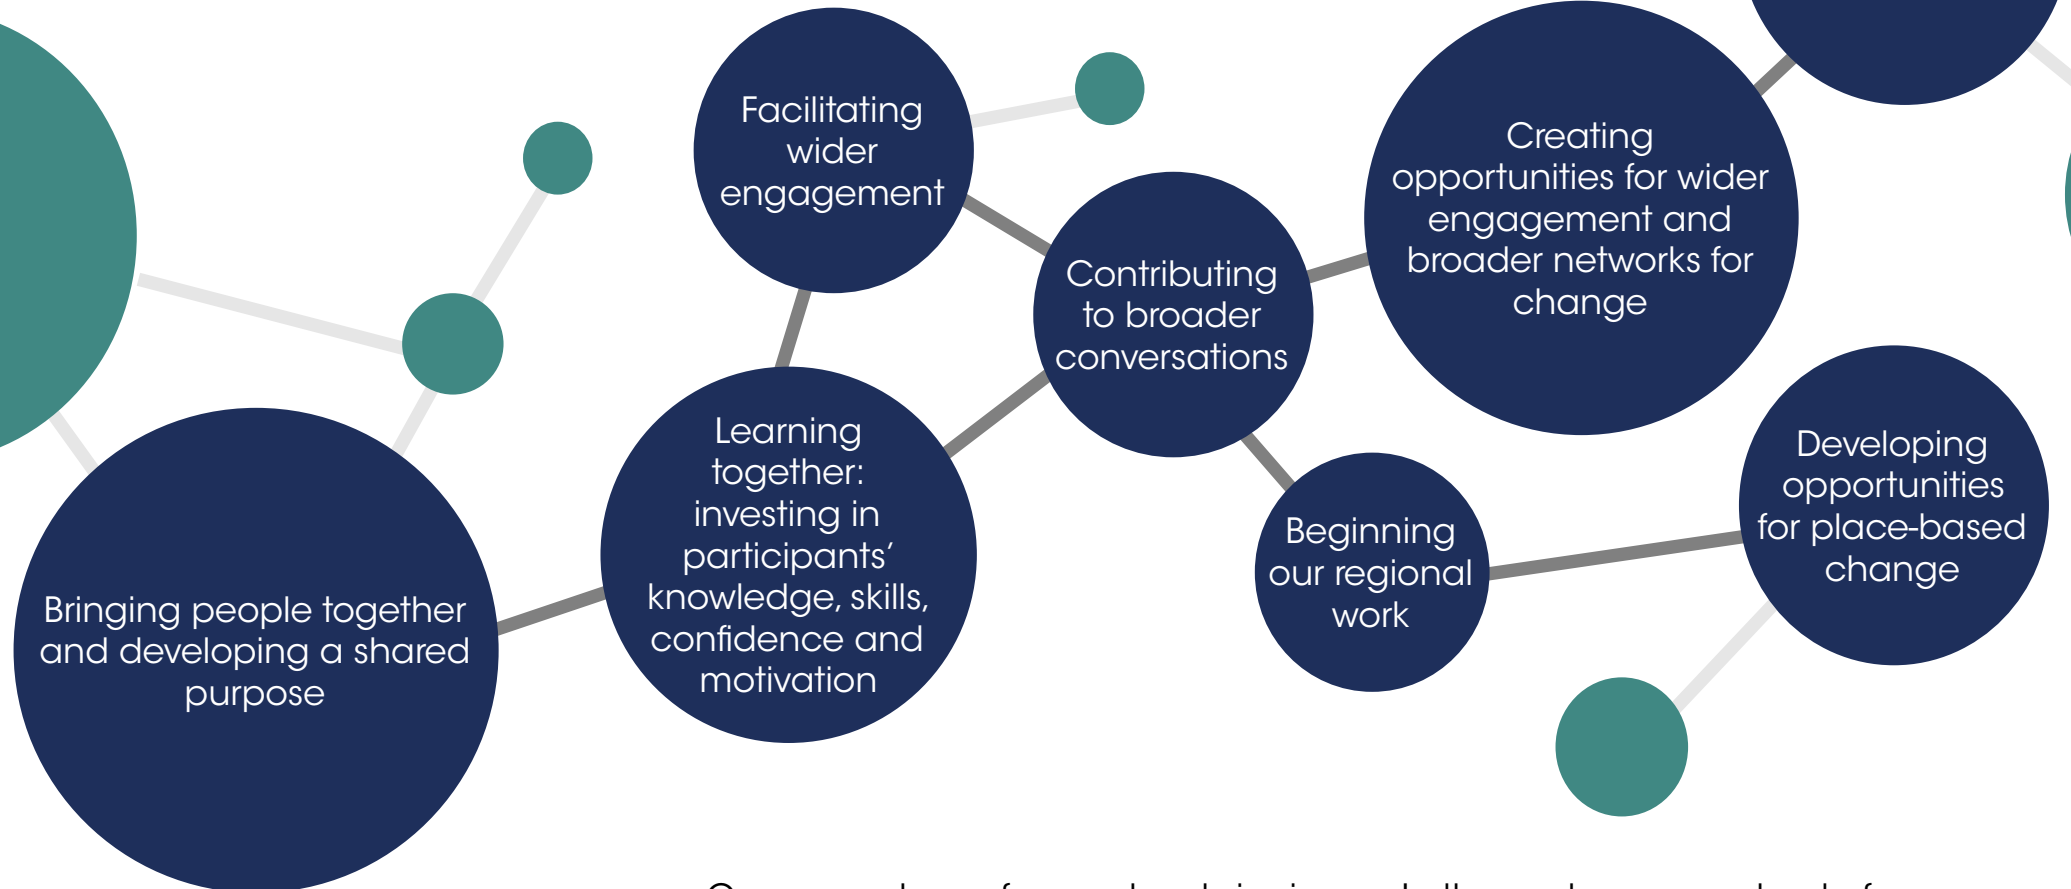 Facilitating
wider
engagement
Creating
opportunities for wider
engagement and
broader networks for
change
Contributing
to broader
conversations
Learning
together:
investing in
participants’
knowledge, skills,
confidence and
motivation
Developing
opportunities
for place-based
change
Beginning
our regional
work
Bringing people together
and developing a shared
purpose